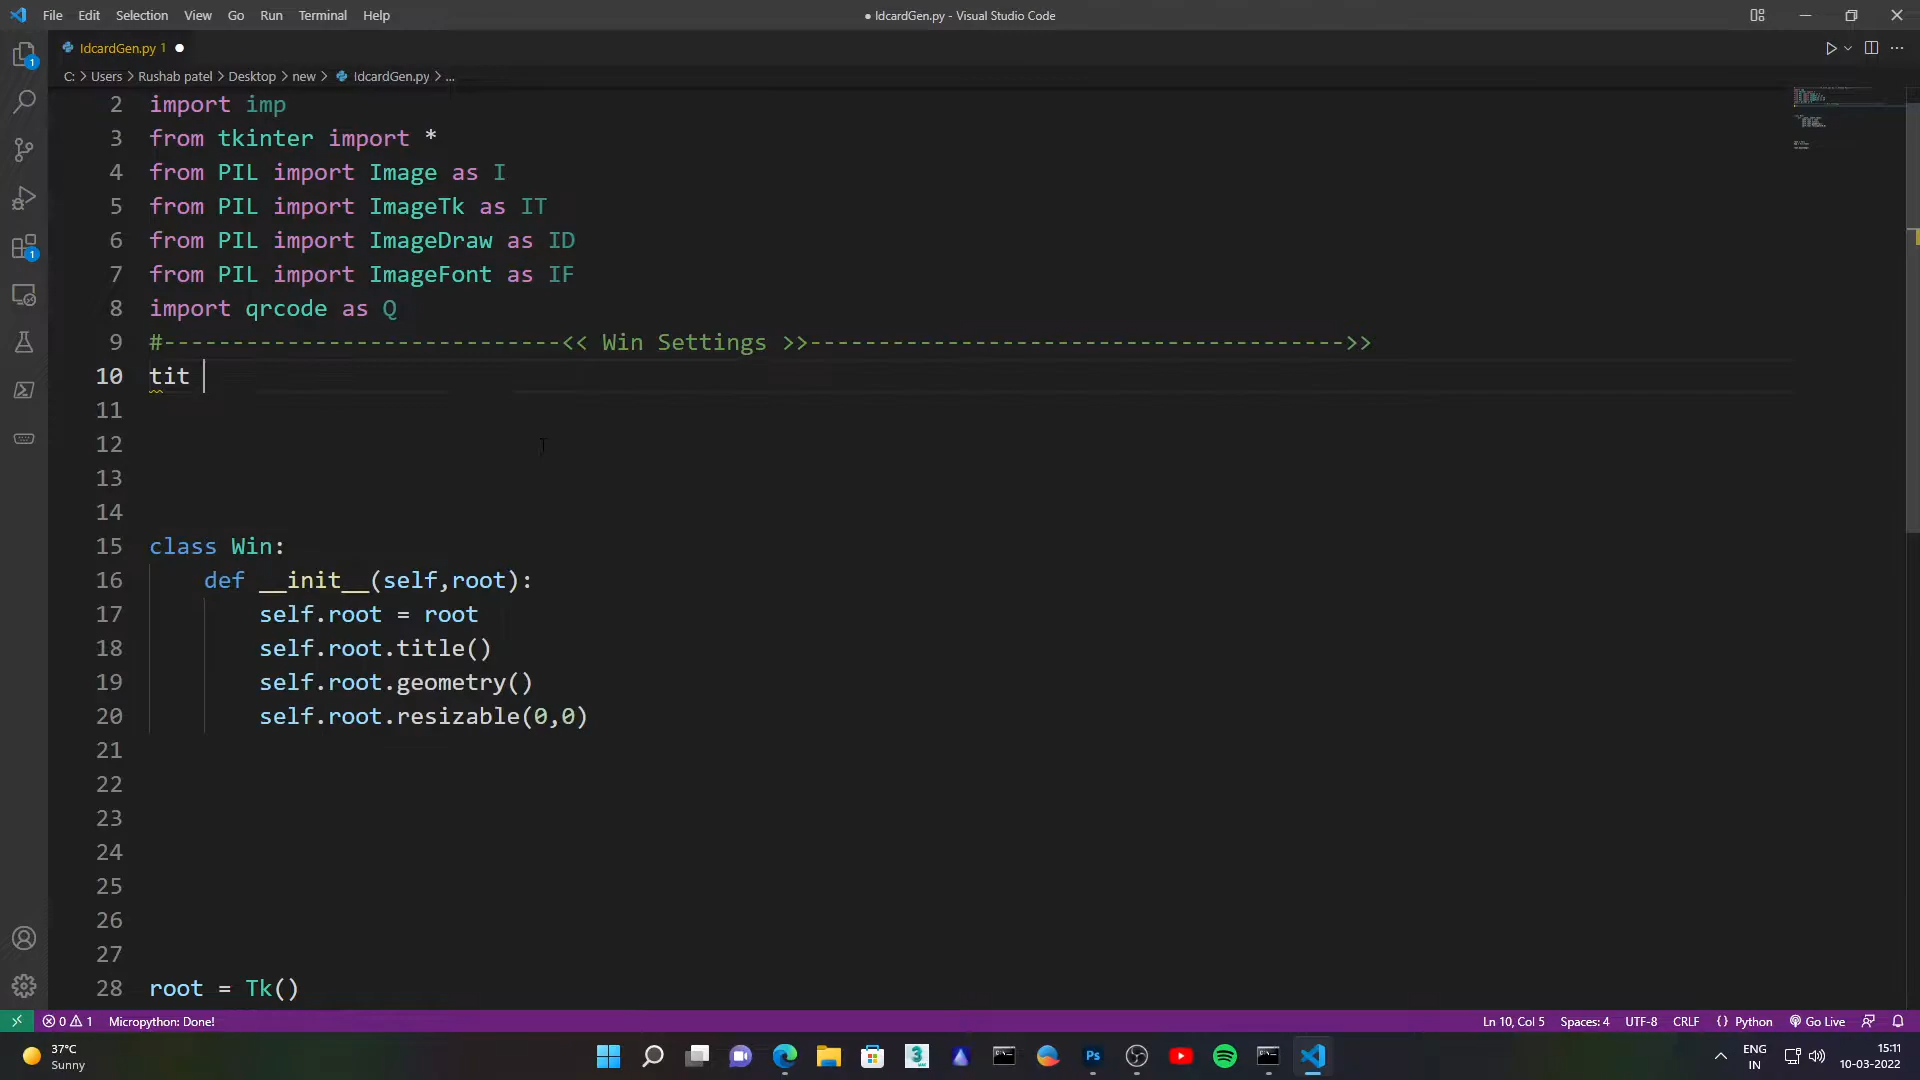 File Edit Selection View Go Run Terminal Help
● IdcardGen.py - Visual Studio Code
IdcardGen.py 1 ●
C: > Users > Rushab patel > Desktop > new > IdcardGen.py > ...
2 import imp
3 from tkinter import *
4 from PIL import Image as I
5 from PIL import ImageTk as IT
6 from PIL import ImageDraw as ID
7 from PIL import ImageFont as IF
8 import qrcode as Q
9 #-----------------------------<< Win Settings >>---------------------------------------->>
10 tit
11
12
13
14
15 class Win:
16 def __init__(self,root):
17 self.root = root
18 self.root.title()
19 self.root.geometry()
20 self.root.resizable(0,0)
21
22
23
24
25
26
27
28 root = Tk()
0 1 Micropython: Done!
Ln 10, Col 5 Spaces: 4 UTF-8 CRLF { } Python Go Live
37°C
Sunny
3
Ps
ENG
IN
15:11
10-03-2022
1
1